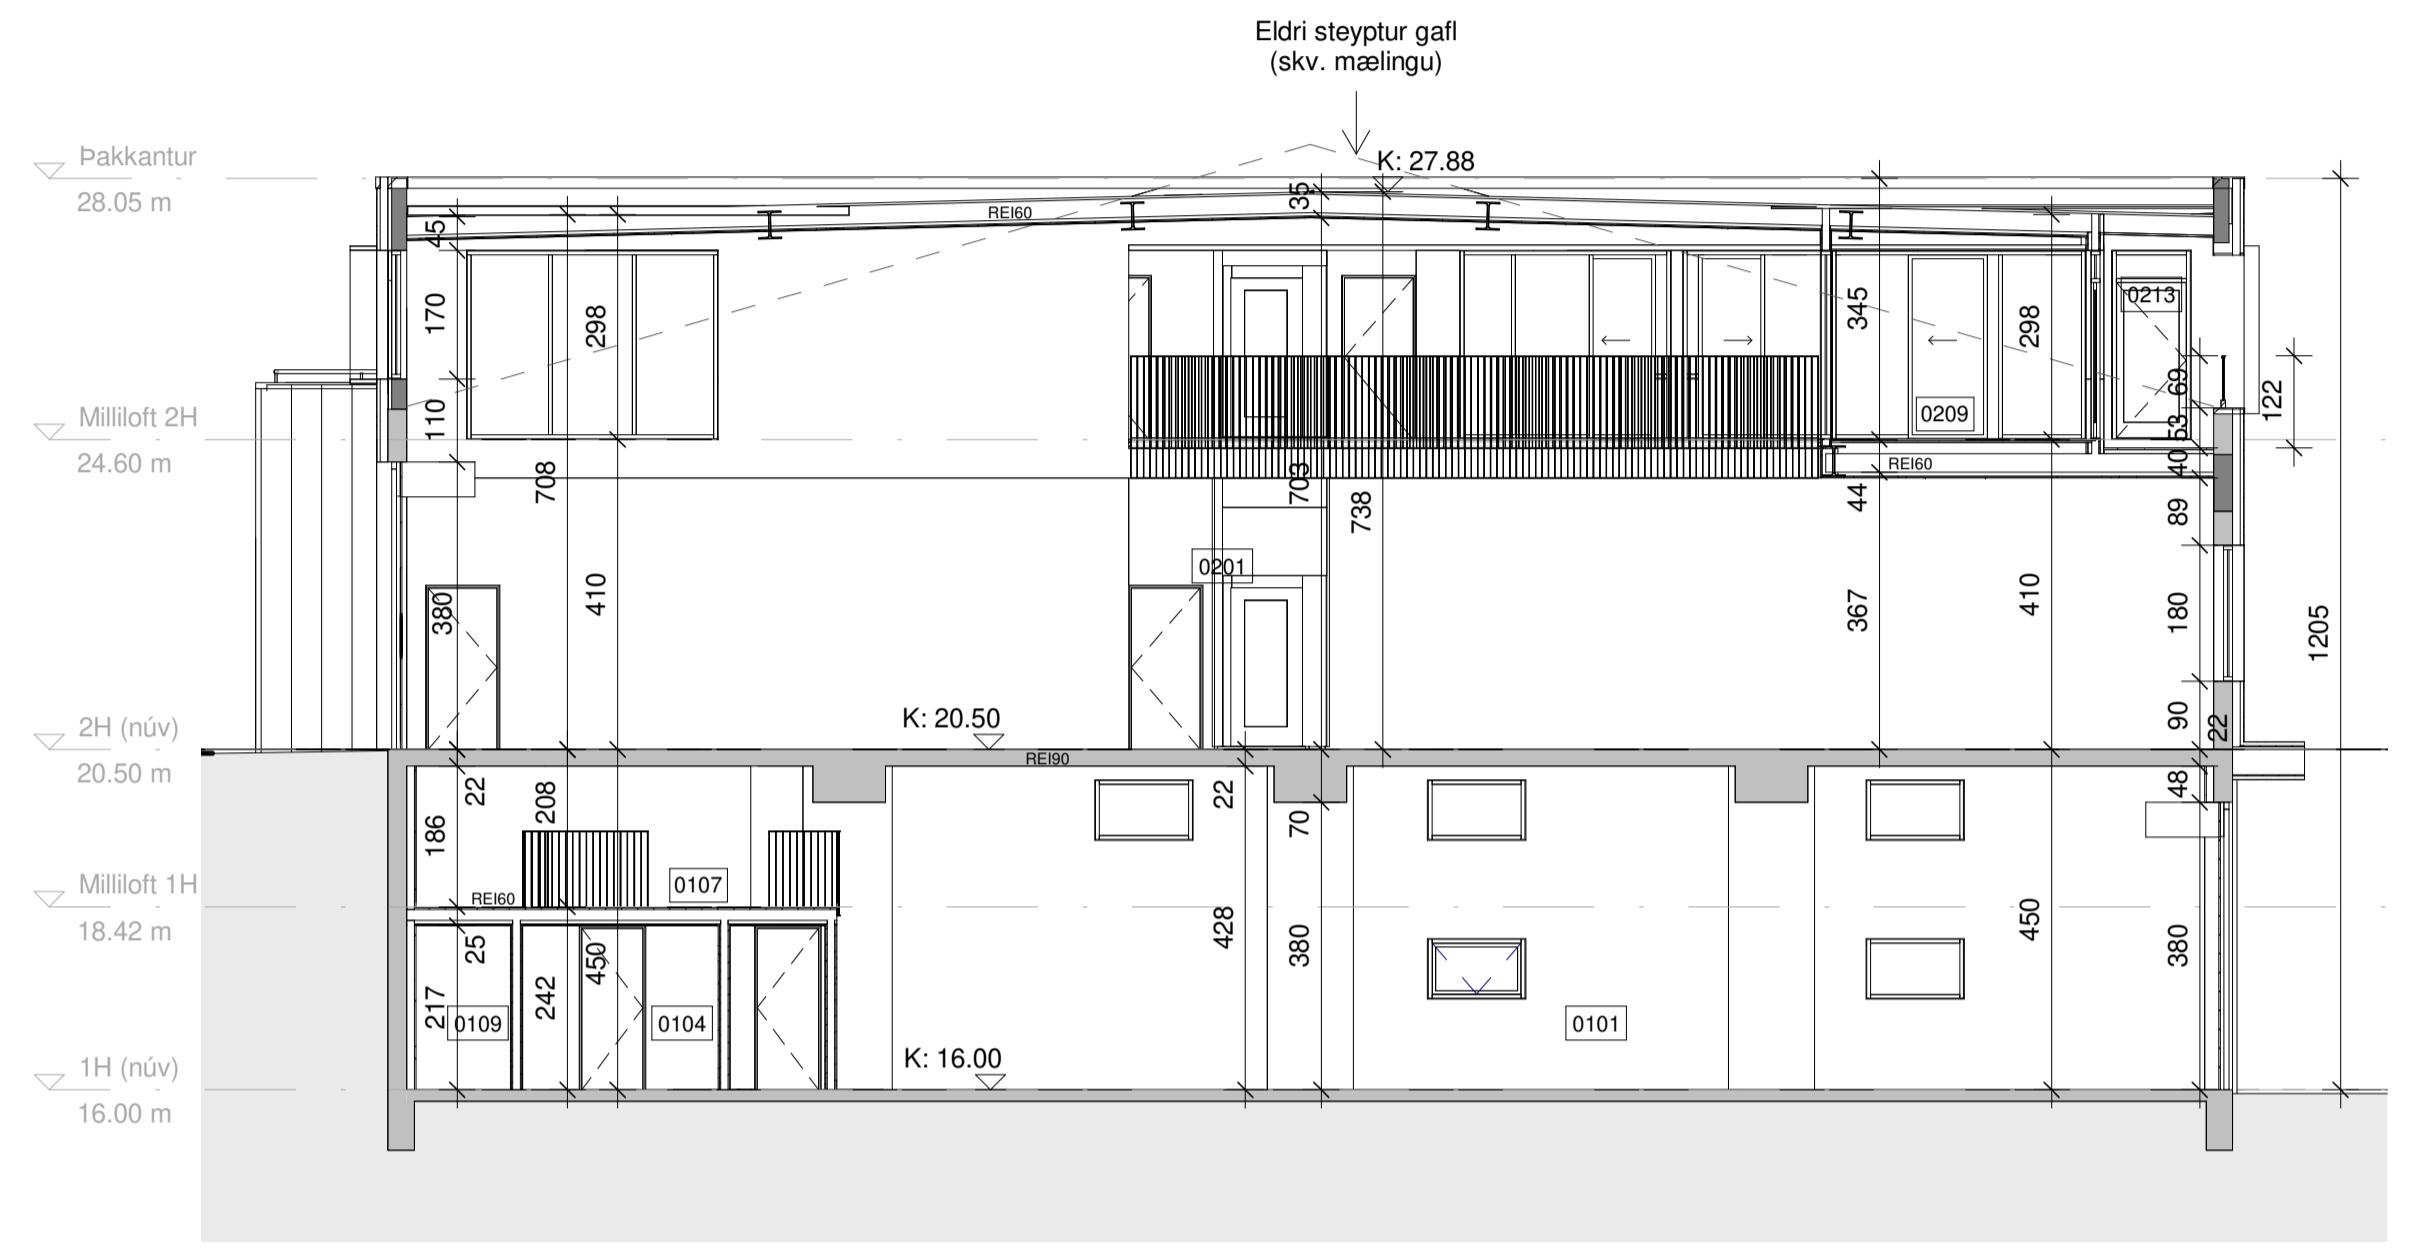 Eldri steyptur gafl
(skv. mælingu)
Þakkantur
28.05 m
K: 27.88
35
REI60
45
170
298
345
298
0213
110
69
122
0209
53
Milliloft 2H
24.60 m
708
703
738
REI60
40
44
89
0201
380
410
367
410
180
1205
2H (núv)
20.50 m
K: 20.50
90
22
REI90
22
208
22
48
186
70
Milliloft 1H
18.42 m
REI60
0107
25
450
242
217
0109
0104
428
380
450
380
0101
1H (núv)
16.00 m
K: 16.00